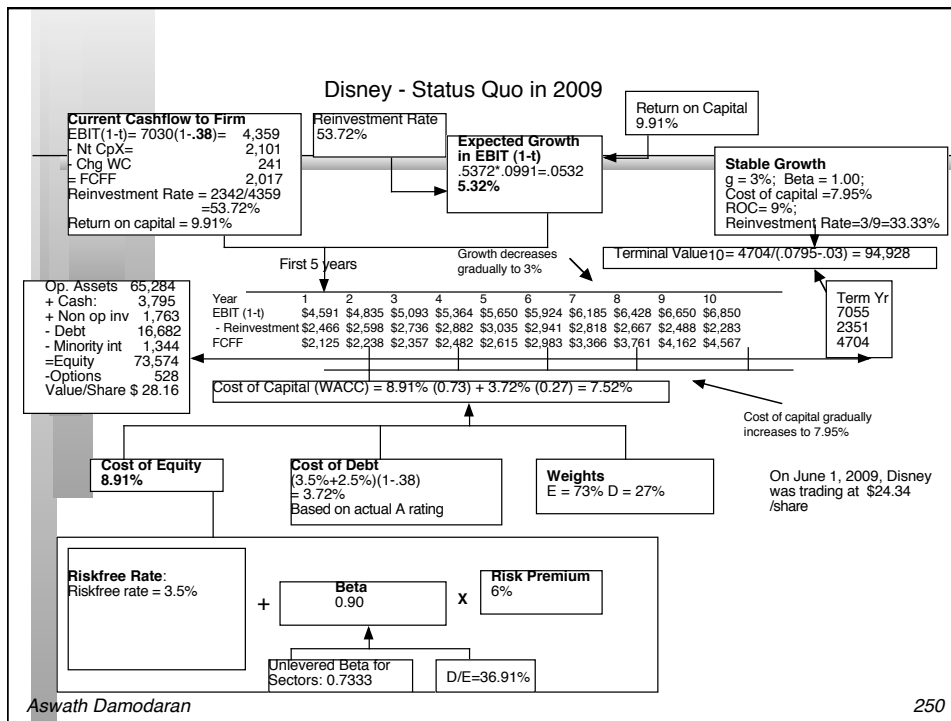 Disney - Status Quo in 2009
Current Cashflow to Firm
EBIT(1-t)= 7030(1-.38)= 4,359
- Nt CpX= 2,101
- Chg WC 241
= FCFF 2,017
Reinvestment Rate = 2342/4359
=53.72%
Return on capital = 9.91%
Reinvestment Rate
53.72%
Expected Growth
in EBIT (1-t)
.5372*.0991=.0532
5.32%
Return on Capital
9.91%
Stable Growth
g = 3%; Beta = 1.00;
Cost of capital =7.95%
ROC= 9%;
Reinvestment Rate=3/9=33.33%
Terminal Value10= 4704/(.0795-.03) = 94,928
First 5 years
Growth decreases
gradually to 3%
Op. Assets 65,284
+ Cash: 3,795
+ Non op inv 1,763
- Debt 16,682
- Minority int 1,344
=Equity 73,574
-Options 528
Value/Share $ 28.16
Year 1 2 3 4 5 6 7 8 9 10
EBIT (1-t) $4,591 $4,835 $5,093 $5,364 $5,650 $5,924 $6,185 $6,428 $6,650 $6,850
- Reinvestment $2,466 $2,598 $2,736 $2,882 $3,035 $2,941 $2,818 $2,667 $2,488 $2,283
FCFF $2,125 $2,238 $2,357 $2,482 $2,615 $2,983 $3,366 $3,761 $4,162 $4,567
Term Yr
7055
2351
4704
Cost of Capital (WACC) = 8.91% (0.73) + 3.72% (0.27) = 7.52%
Cost of capital gradually
increases to 7.95%
Cost of Equity
8.91%
Cost of Debt
(3.5%+2.5%)(1-.38)
= 3.72%
Based on actual A rating
Weights
E = 73% D = 27%
On June 1, 2009, Disney
was trading at $24.34
/share
Riskfree Rate:
Riskfree rate = 3.5%
+
Beta
0.90
X
Risk Premium
6%
Unlevered Beta for
Sectors: 0.7333
D/E=36.91%
Aswath Damodaran
250